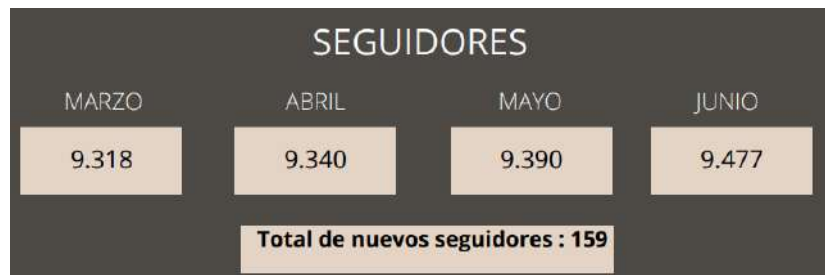 SEGUIDORES
MARZO ABRIL MAYO JUNIO
9.318 9.340 9.390 9.477
Total de nuevos seguidores : 159